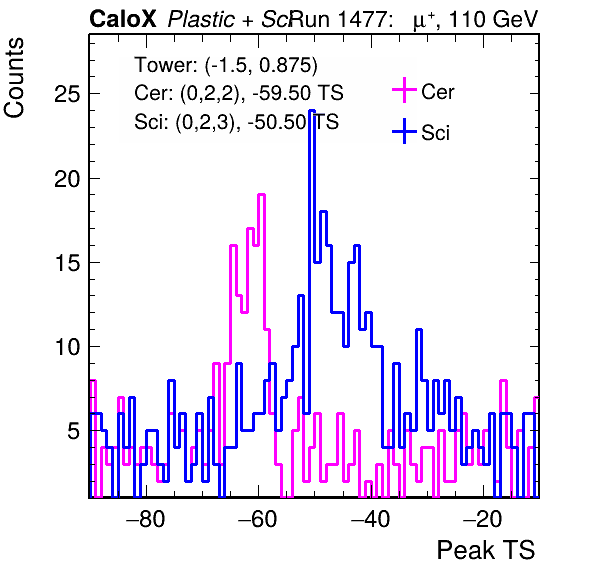 CaloX Plastic + Sci Run 1477: μ⁺, 110 GeV
Counts
Tower: (-1.5, 0.875)
Cer: (0,2,2), -59.50 TS
Sci: (0,2,3), -50.50 TS
Cer
Sci
25
20
15
10
5
−80 −60 −40 −20
Peak TS